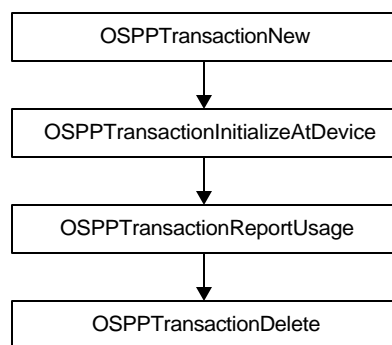 OSPPTransactionNew
OSPPTransactionInitializeAtDevice
OSPPTransactionReportUsage
OSPPTransactionDelete